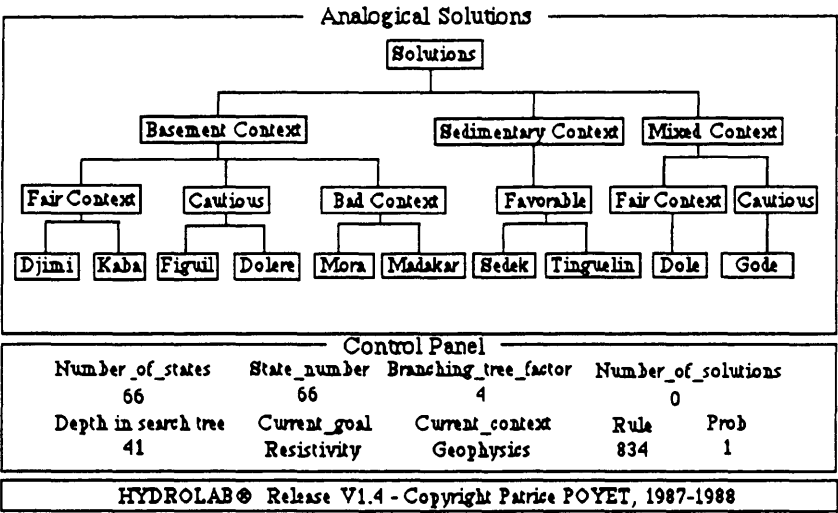 Analogical Solutions
Solutions
Basement Context Sedimentary Context Mixed Context
Fair Context Cautious Bad Context Favorable Fair Context Cautious
Djimi Kaba Figuil Dolere Mora Madakar Sedek Tinguelin Dole Gode
Control Panel
Number_of_states State_number Branching_tree_factor Number_of_solutions
66 66 4 0
Depth in search tree Current_goal Current_context Rule Prob
41 Resistivity Geophysics 834 1
HYDROLAB® Release V1.4 - Copyright Patrice POYET, 1987-1988